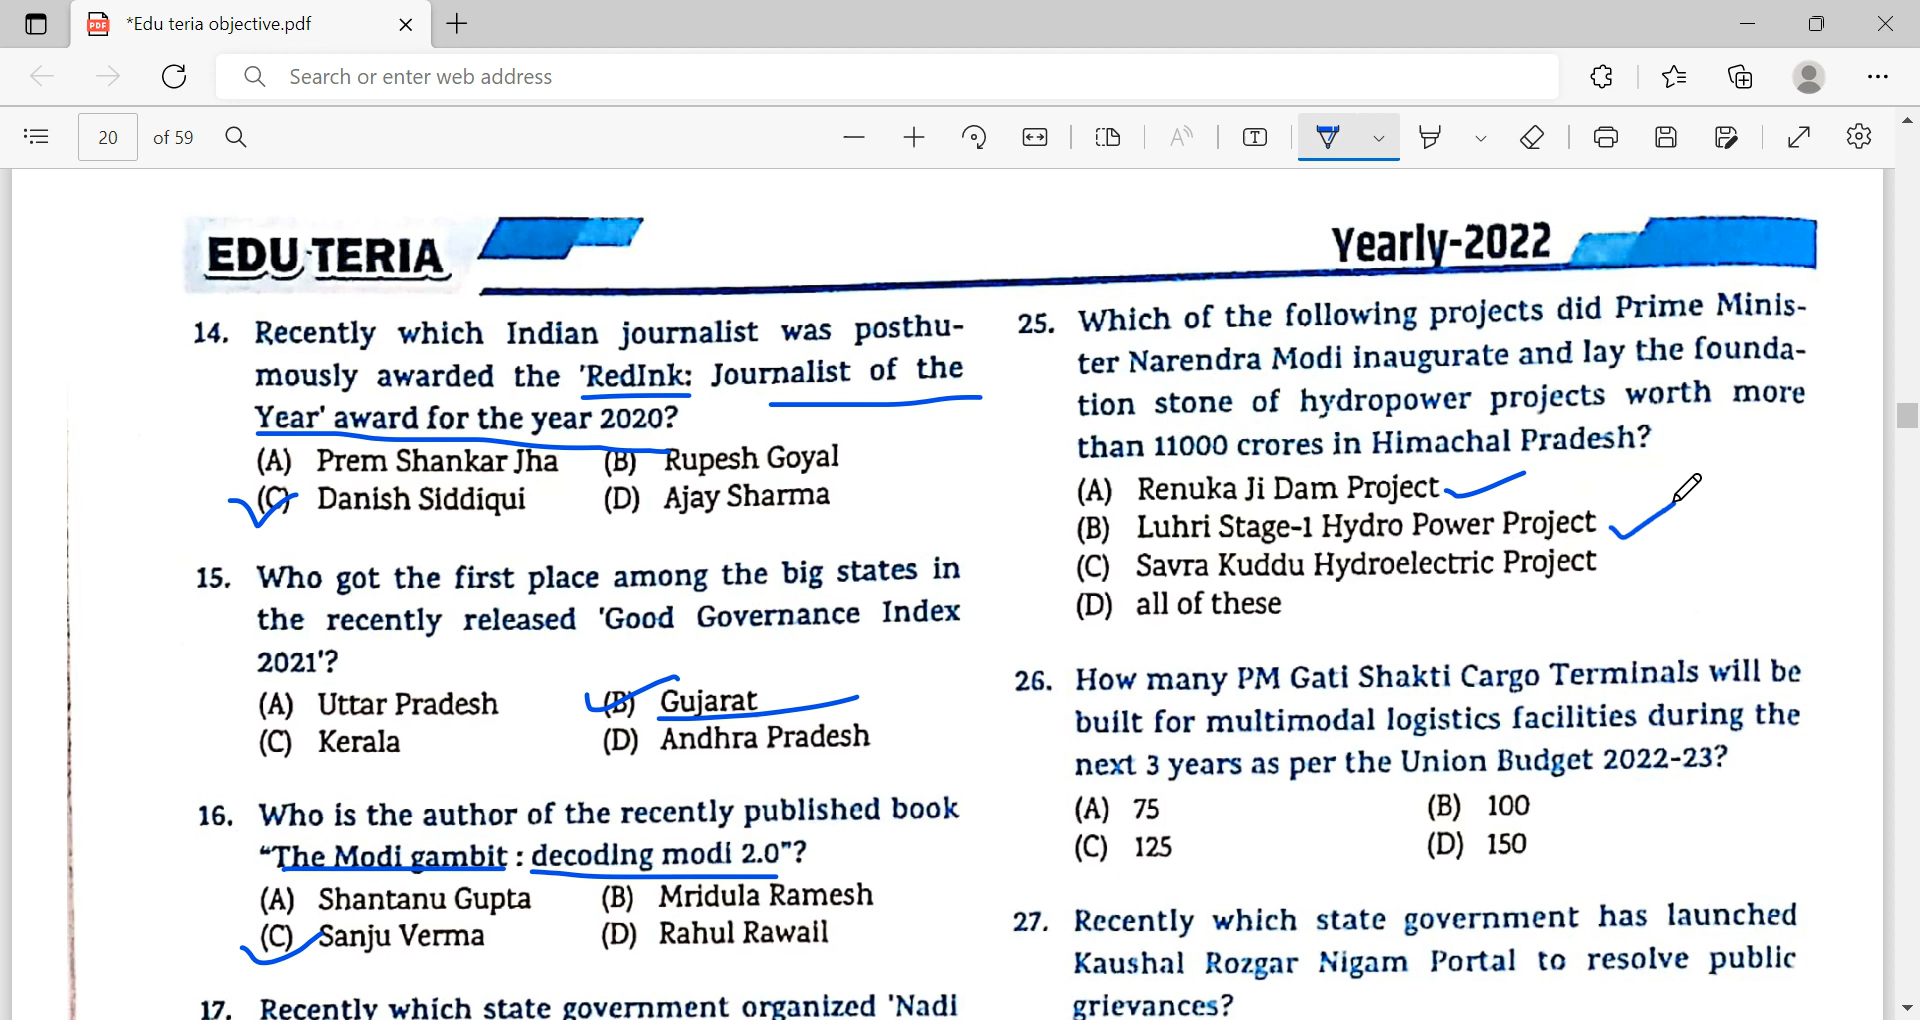 *Edu teria objective.pdf
Search or enter web address
20 of 59
EDU TERIA
Yearly-2022
14. Recently which Indian journalist was posthu-
mously awarded the 'RedInk: Journalist of the
Year' award for the year 2020?
(A) Prem Shankar Jha (B) Rupesh Goyal
(C) Danish Siddiqui (D) Ajay Sharma
15. Who got the first place among the big states in
the recently released 'Good Governance Index
2021'?
(A) Uttar Pradesh (B) Gujarat
(C) Kerala (D) Andhra Pradesh
16. Who is the author of the recently published book
“The Modi gambit : decoding modi 2.0”?
(A) Shantanu Gupta (B) Mridula Ramesh
(C) Sanju Verma (D) Rahul Rawail
17. Recently which state government organized 'Nadi
25. Which of the following projects did Prime Minis-
ter Narendra Modi inaugurate and lay the founda-
tion stone of hydropower projects worth more
than 11000 crores in Himachal Pradesh?
(A) Renuka Ji Dam Project
(B) Luhri Stage-1 Hydro Power Project
(C) Savra Kuddu Hydroelectric Project
(D) all of these
26. How many PM Gati Shakti Cargo Terminals will be
built for multimodal logistics facilities during the
next 3 years as per the Union Budget 2022-23?
(A) 75 (B) 100
(C) 125 (D) 150
27. Recently which state government has launched
Kaushal Rozgar Nigam Portal to resolve public
grievances?